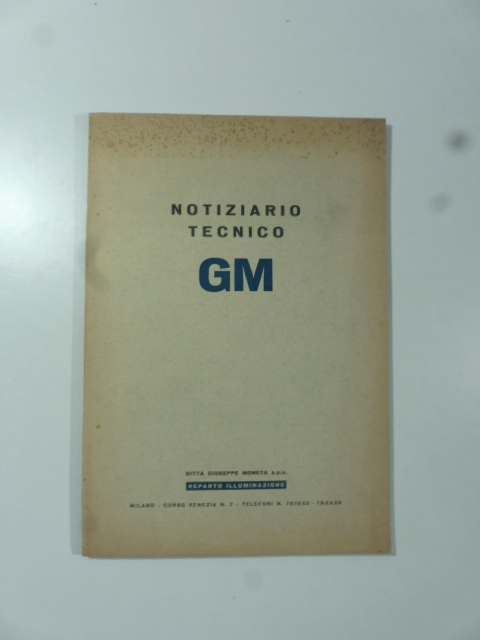 NOTIZIARIO
TECNICO
GM
DITTA GIUSEPPE MONETA s.p.a.
REPARTO ILLUMINAZIONE
MILANO - CORSO VENEZIA N. 7 - TELEFONI N.